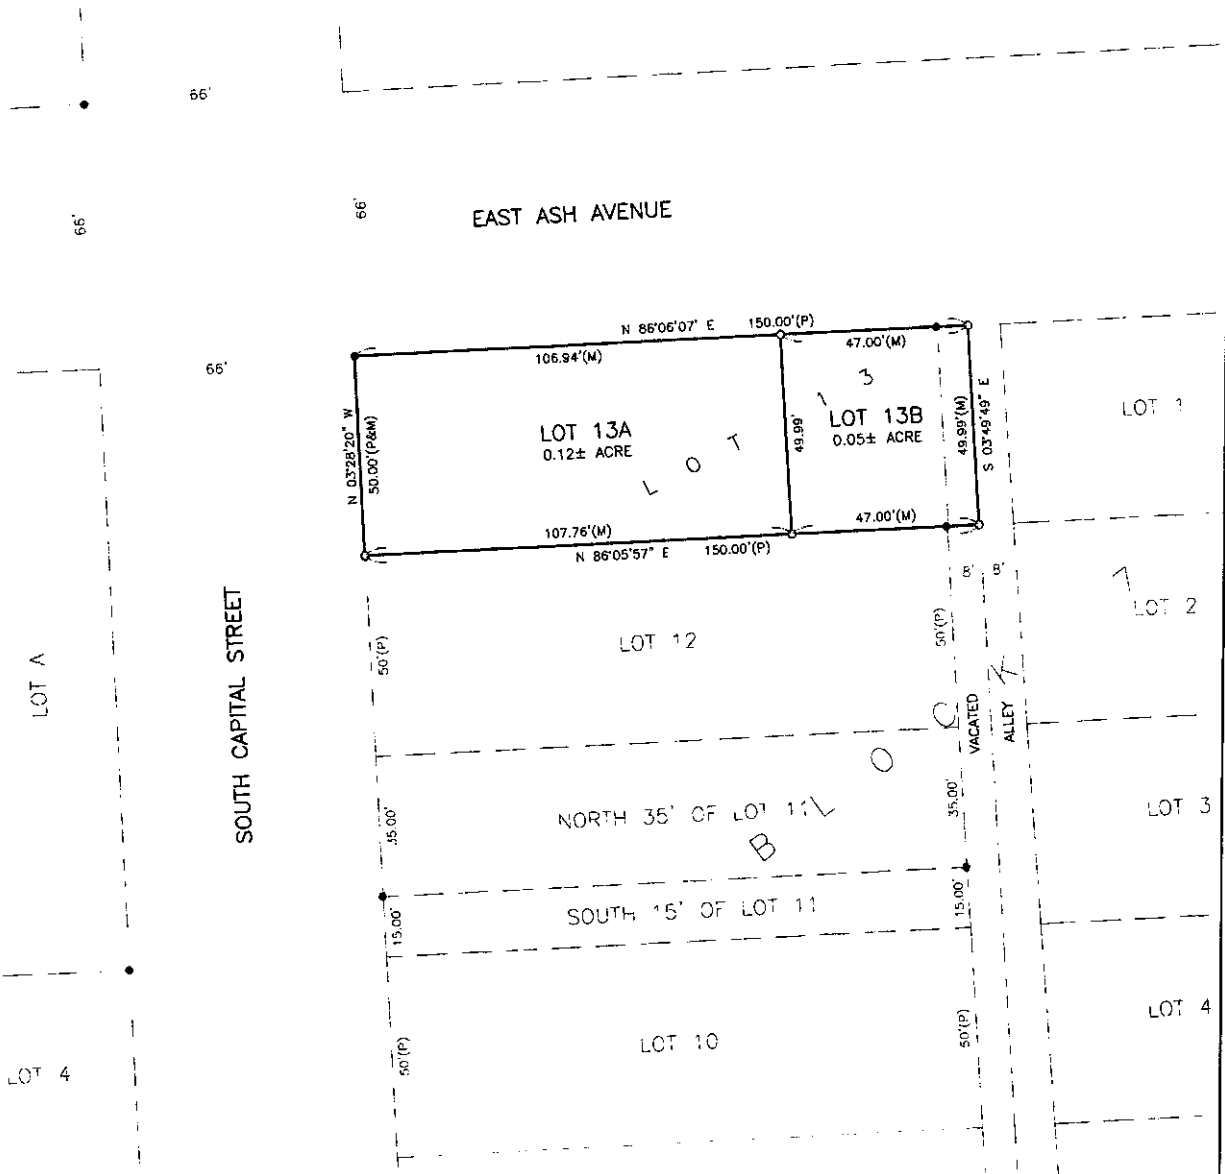 66'
66'
66'
EAST ASH AVENUE
N 86°06'07" E 150.00'(P)
106.94'(M)
47.00'(M)
66'
N 03°28'20" W
50.00'(P&M)
LOT 13A
0.12± ACRE
49.99'
LOT 13
LOT 13B
0.05± ACRE
49.99'(M)
S 03°49'49" E
LOT 1
107.76'(M)
47.00'(M)
N 86°05'57" E 150.00'(P)
8' 8'
SOUTH CAPITAL STREET
LOT A
50'(P)
LOT 12
50'(P)
LOT 2
BLOCK 7
VACATED
ALLEY
35.00'
NORTH 35' OF LOT 11
35.00'
LOT 3
15.00'
SOUTH 15' OF LOT 11
15.00'
50'(P)
LOT 10
50'(P)
LOT 4
LOT 4